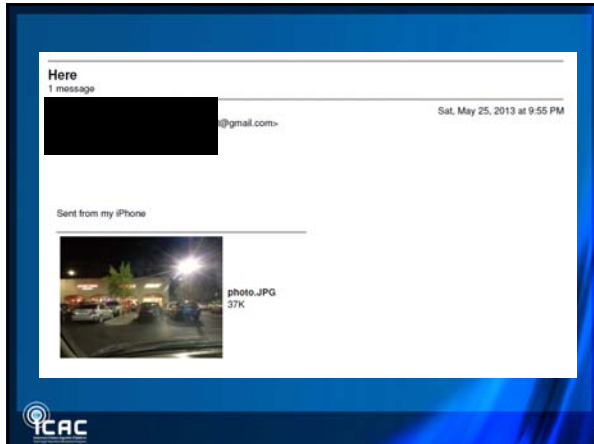 Here
1 message
@gmail.com>
Sat, May 25, 2013 at 9:55 PM
Sent from my iPhone
photo.JPG
37K
ICAC